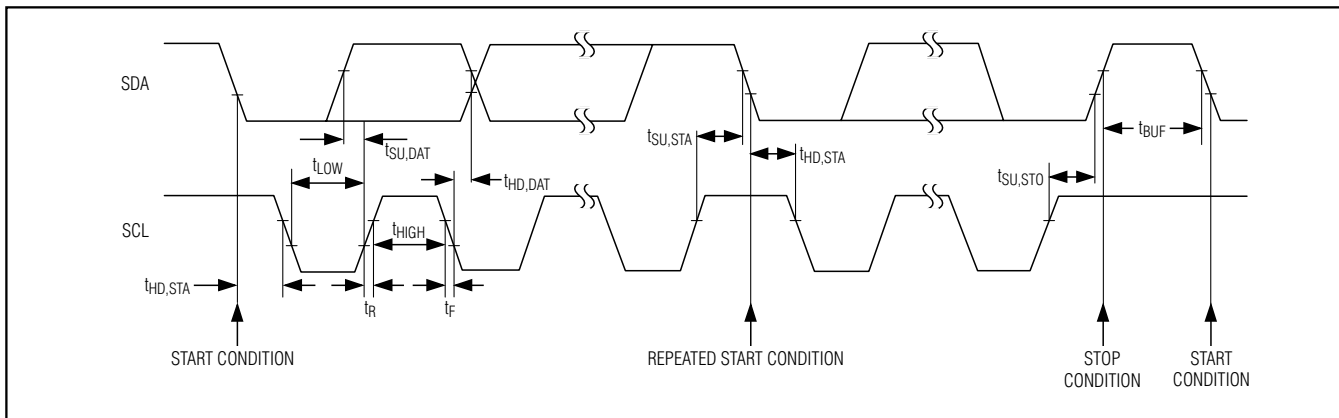 SDA
tSU,STA
tBUF
tSU,DAT
tHD,STA
tLOW
tHD,DAT
tSU,STO
SCL
tHIGH
tHD,STA
tR
tF
START CONDITION
REPEATED START CONDITION
STOP
CONDITION
START
CONDITION